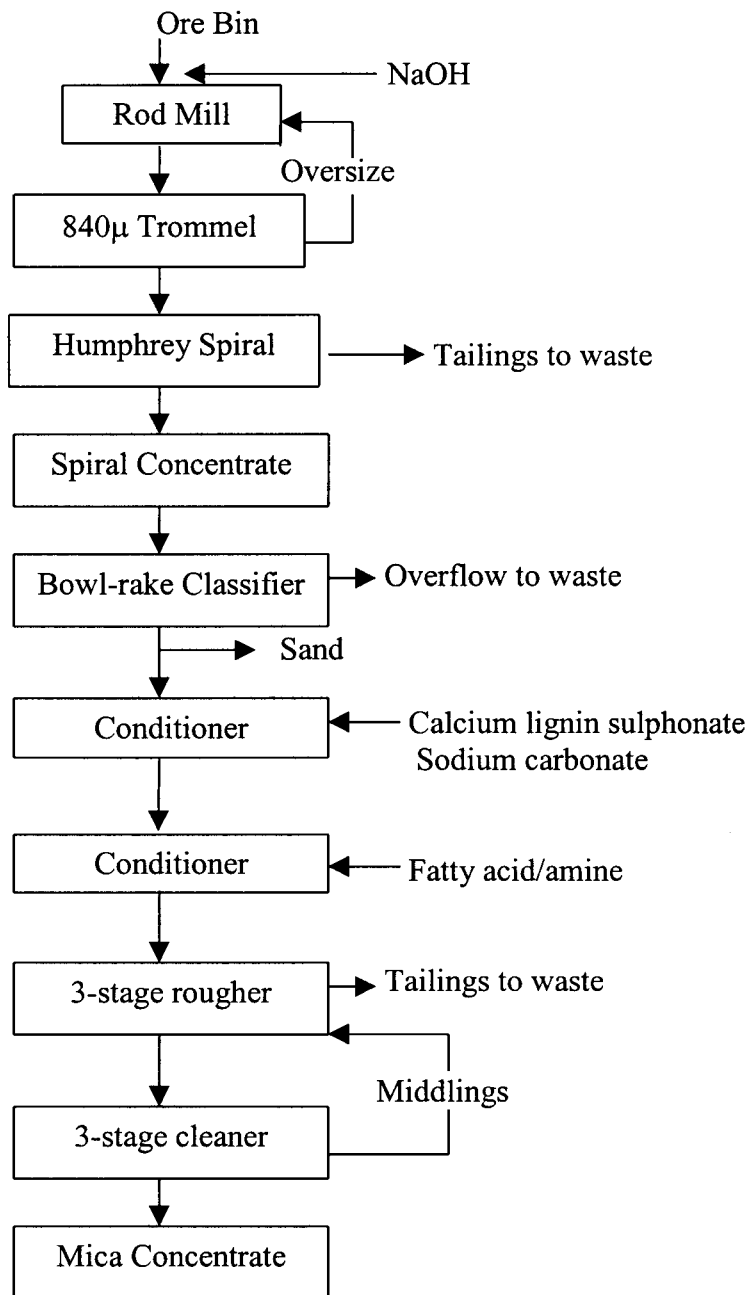 Ore Bin
NaOH
Rod Mill
Oversize
840μ Trommel
Humphrey Spiral
Tailings to waste
Spiral Concentrate
Bowl-rake Classifier
Overflow to waste
Sand
Conditioner
Calcium lignin sulphonate
Sodium carbonate
Conditioner
Fatty acid/amine
3-stage rougher
Tailings to waste
Middlings
3-stage cleaner
Mica Concentrate